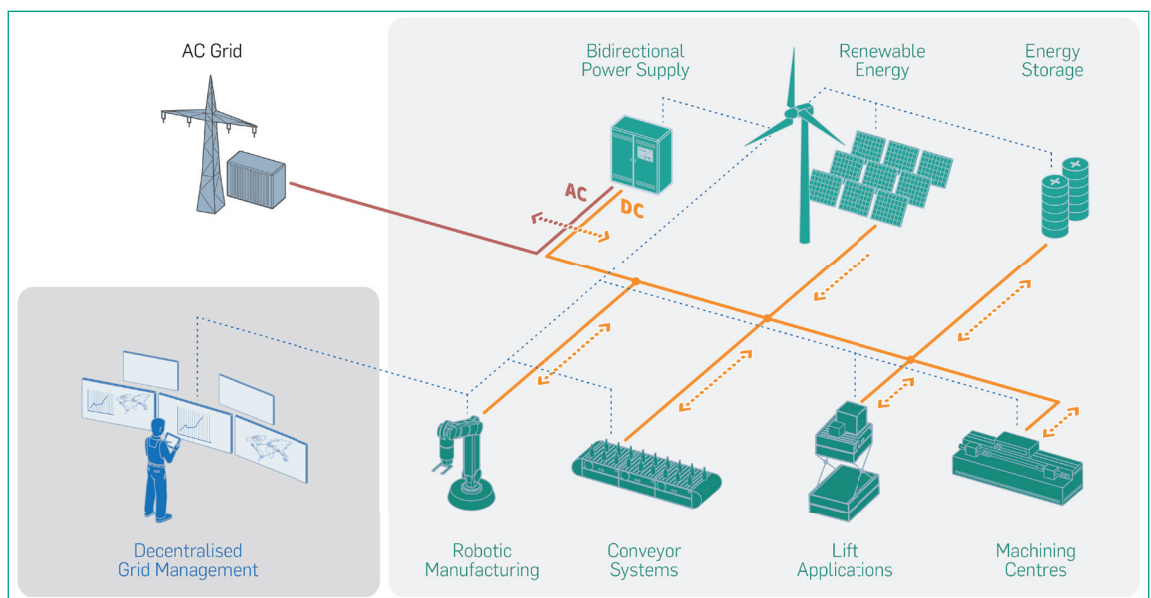 AC Grid
Bidirectional
Power Supply
Renewable
Energy
Energy
Storage
AC
DC
Decentralised
Grid Management
Robotic
Manufacturing
Conveyor
Systems
Lift
Applications
Machining
Centres